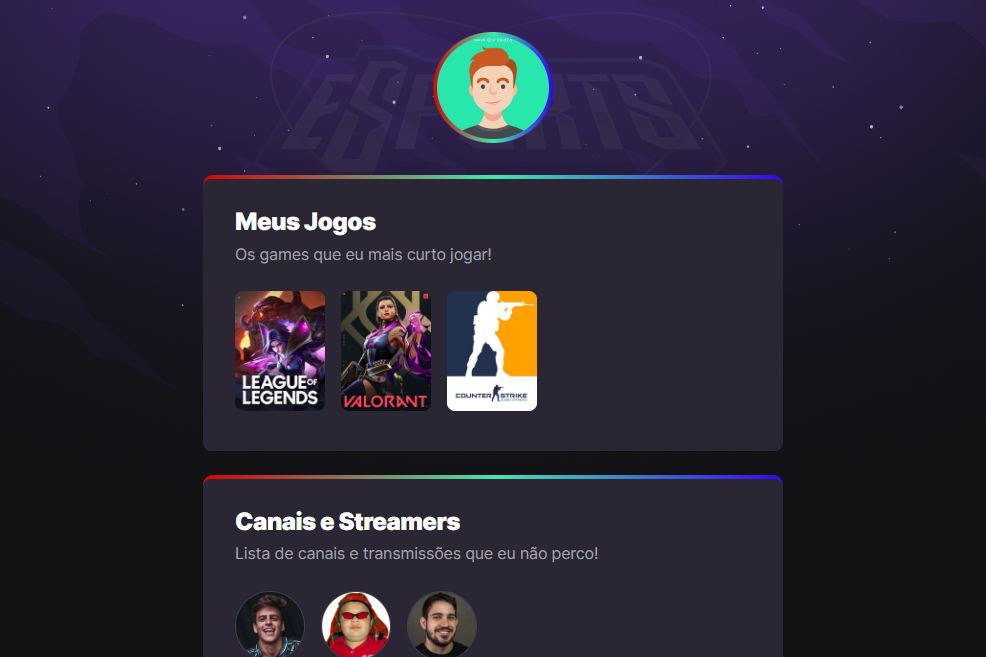 ESPORTS
Meus Jogos
Os games que eu mais curto jogar!
LEAGUE OF
LEGENDS
VALORANT
COUNTER STRIKE
Canais e Streamers
Lista de canais e transmissões que eu não perco!